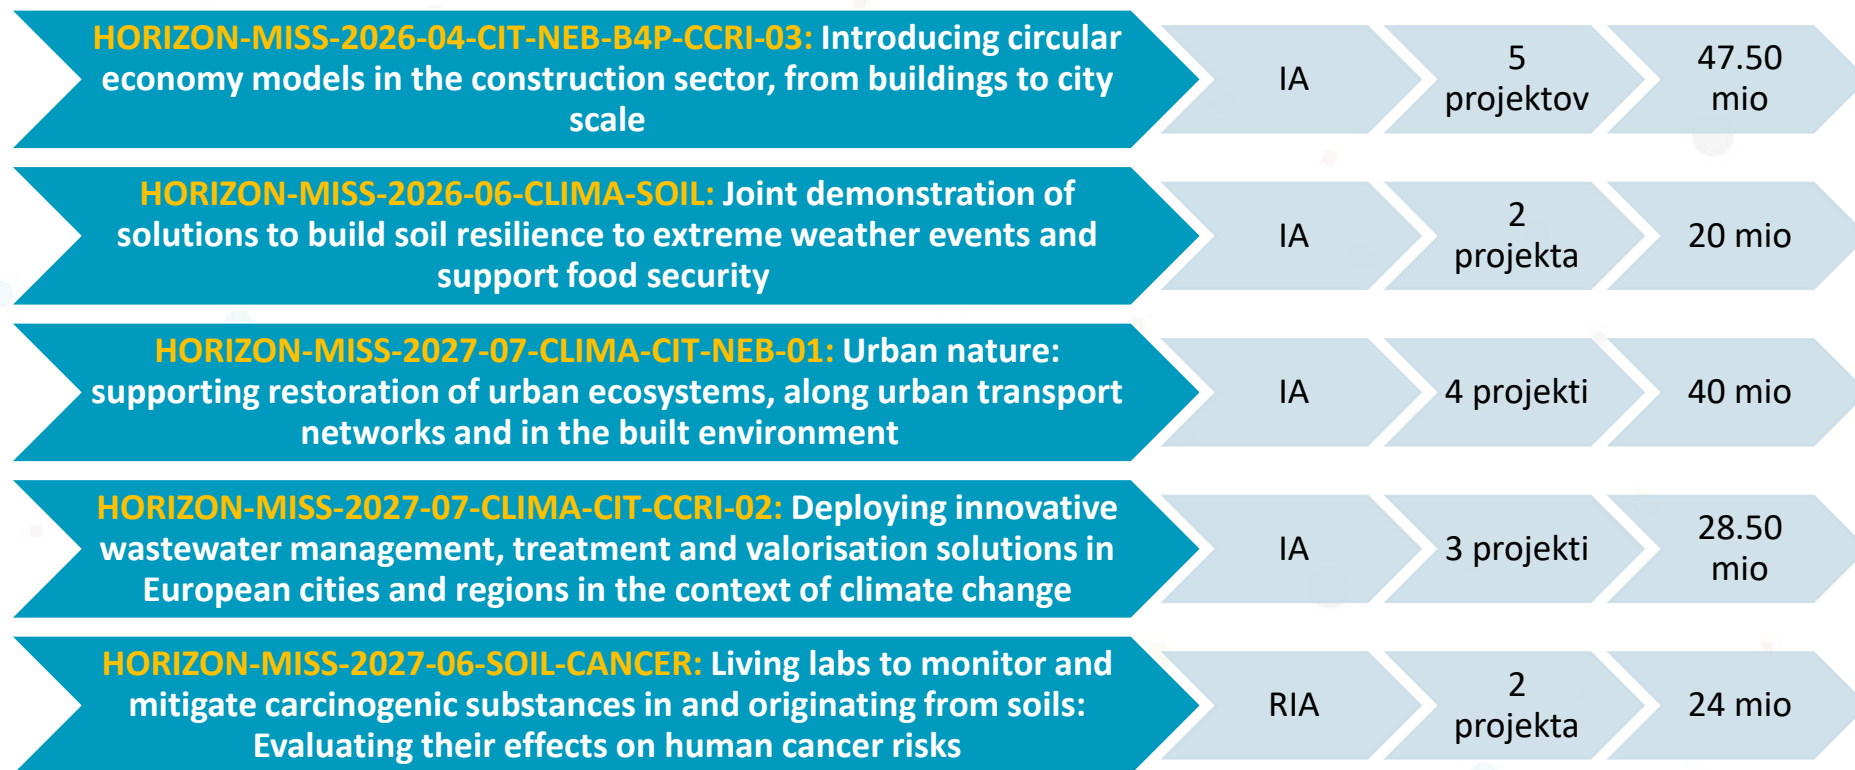 HORIZON-MISS-2026-04-CIT-NEB-B4P-CCRI-03: Introducing circular
economy models in the construction sector, from buildings to city
scale
IA
5
projektov
47.50
mio
HORIZON-MISS-2026-06-CLIMA-SOIL: Joint demonstration of
solutions to build soil resilience to extreme weather events and
support food security
IA
2
projekta
20 mio
HORIZON-MISS-2027-07-CLIMA-CIT-NEB-01: Urban nature:
supporting restoration of urban ecosystems, along urban transport
networks and in the built environment
IA
4 projekti
40 mio
HORIZON-MISS-2027-07-CLIMA-CIT-CCRI-02: Deploying innovative
wastewater management, treatment and valorisation solutions in
European cities and regions in the context of climate change
IA
3 projekti
28.50
mio
HORIZON-MISS-2027-06-SOIL-CANCER: Living labs to monitor and
mitigate carcinogenic substances in and originating from soils:
Evaluating their effects on human cancer risks
RIA
2
projekta
24 mio